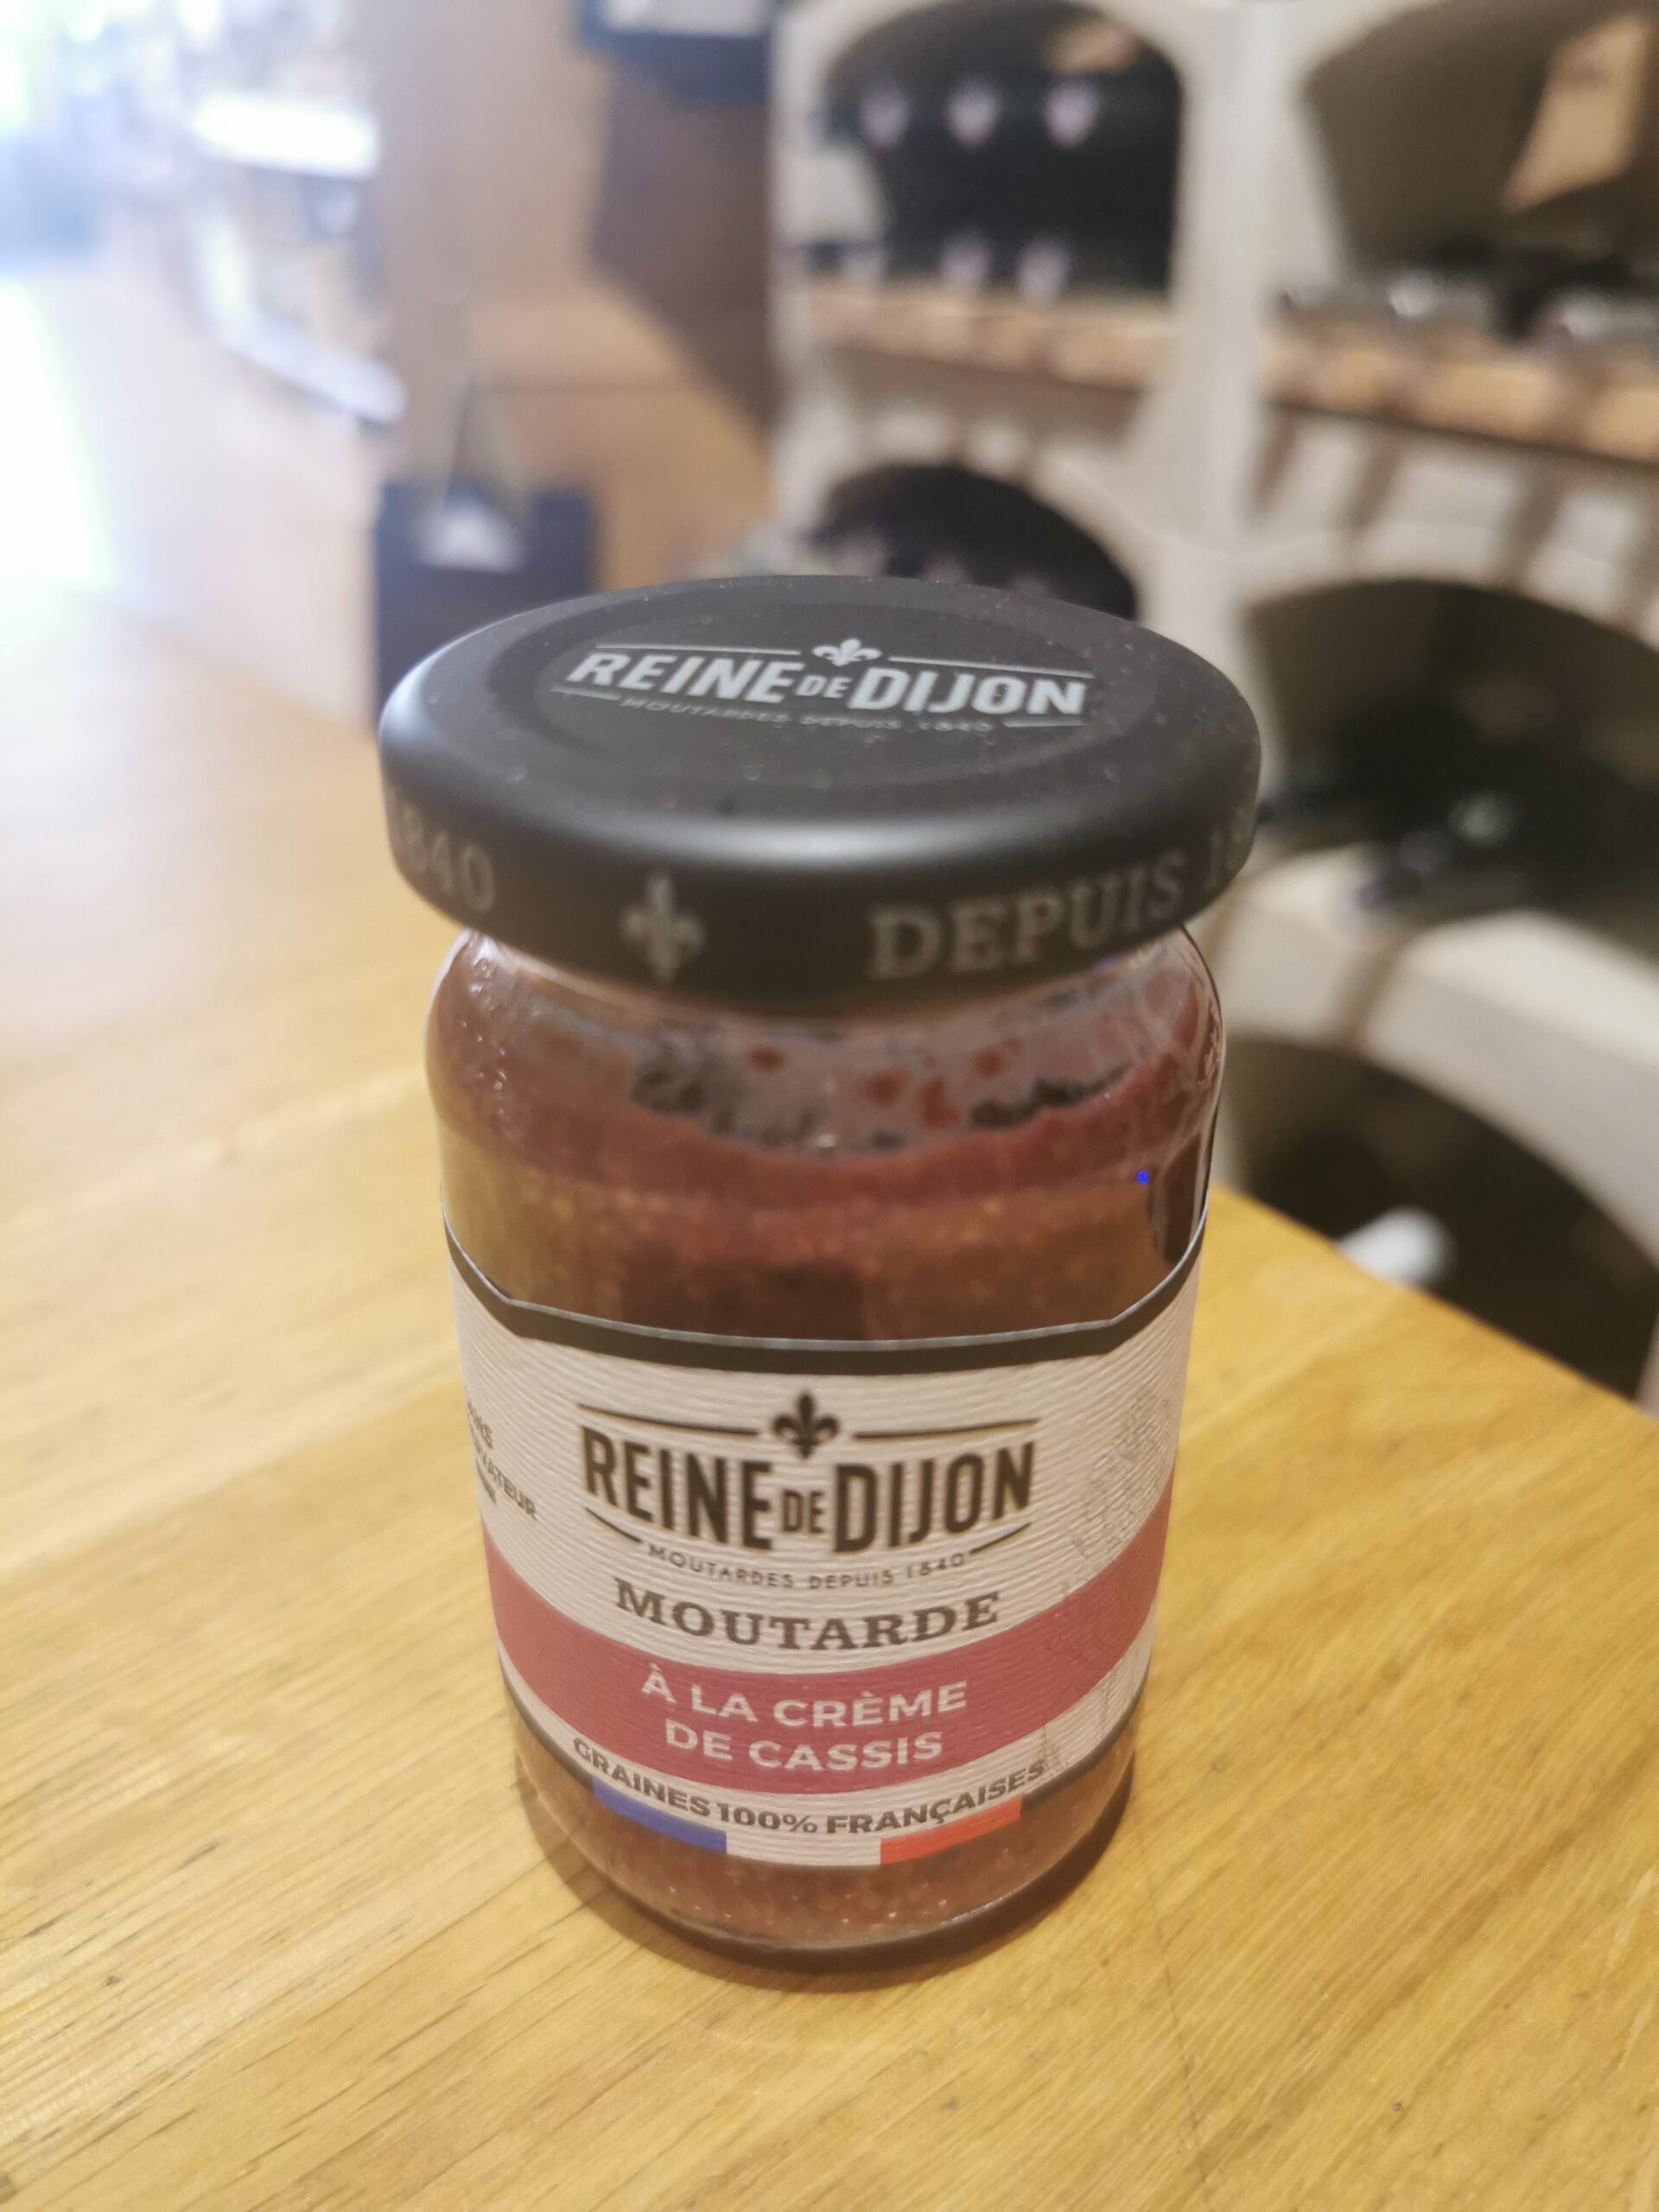 REINE DE DIJON
MOUTARDES DEPUIS 1840
1840
DEPUIS
REINE DE DIJON
MOUTARDES DEPUIS 1840
MOUTARDE
À LA CRÈME
DE CASSIS
GRAINES 100% FRANÇAISES